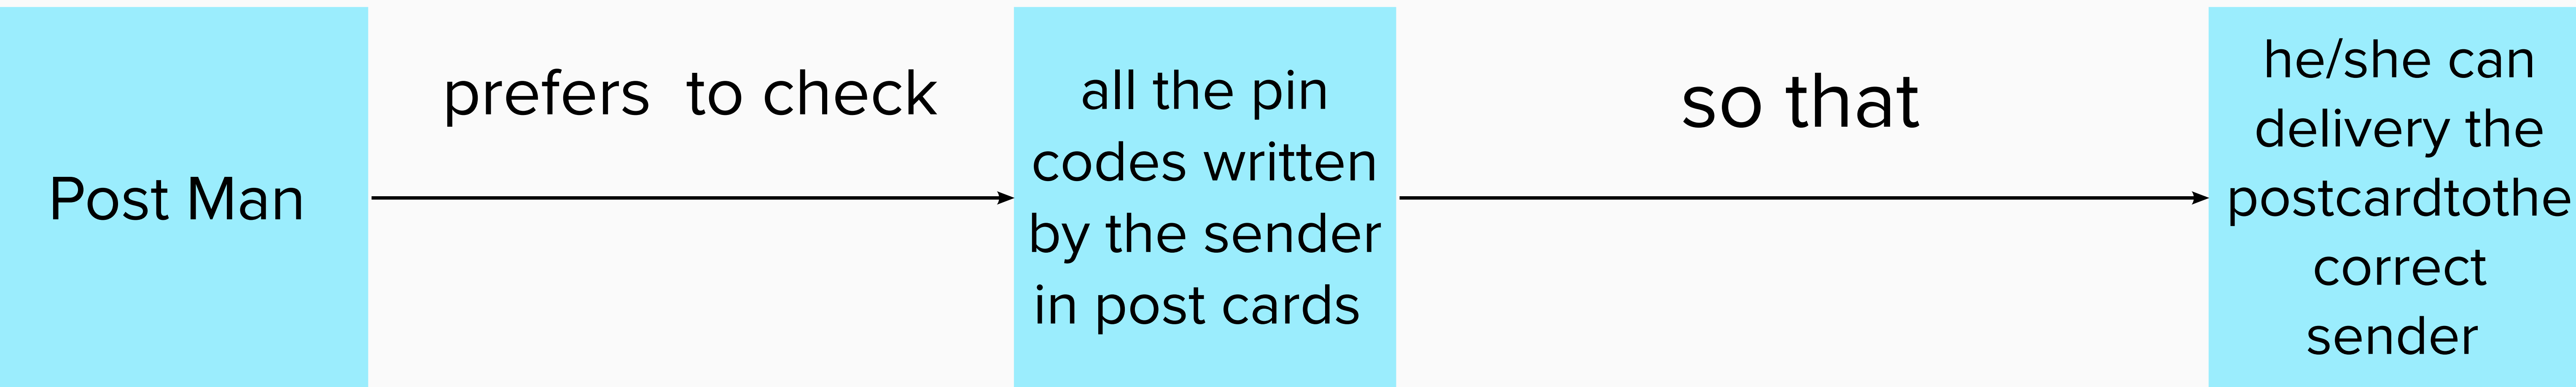 Post Man
prefers  to check
all the pin
codes written
by the sender
in post cards
so that
he/she can
delivery the
postcardtothe
correct
sender